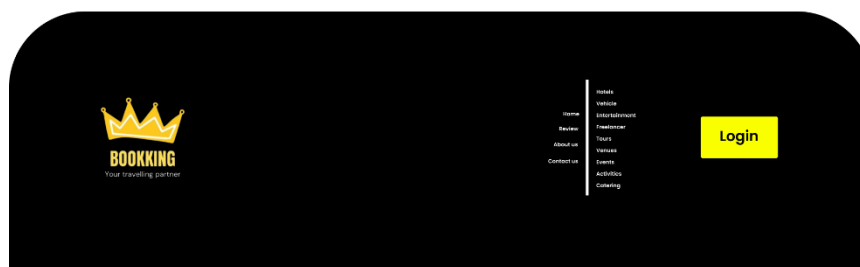 BOOKKING
Your travelling partner
Home
Review
About us
Contact us
Hotels
Vehicle
Entertainment
Freelancer
Tours
Venues
Events
Activities
Catering
Login